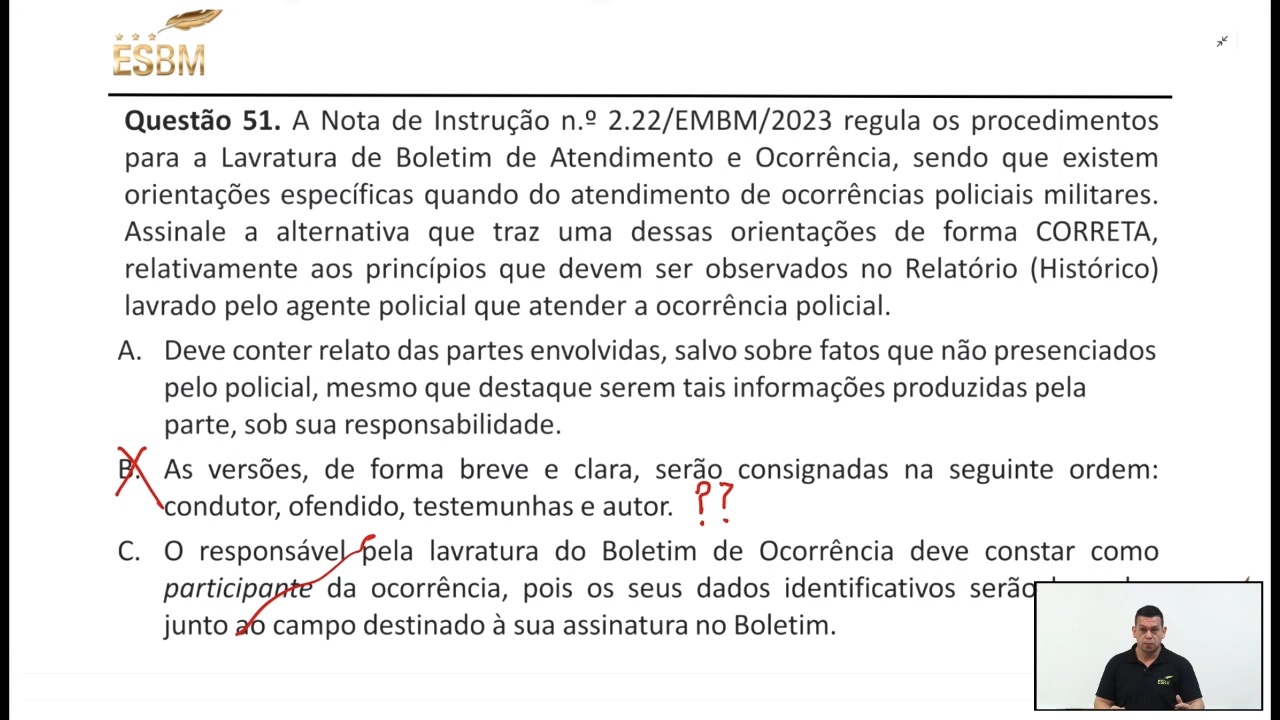 ESBM
Questão 51. A Nota de Instrução n.º 2.22/EMBM/2023 regula os procedimentos
para a Lavratura de Boletim de Atendimento e Ocorrência, sendo que existem
orientações específicas quando do atendimento de ocorrências policiais militares.
Assinale a alternativa que traz uma dessas orientações de forma CORRETA,
relativamente aos princípios que devem ser observados no Relatório (Histórico)
lavrado pelo agente policial que atender a ocorrência policial.
A. Deve conter relato das partes envolvidas, salvo sobre fatos que não presenciados
pelo policial, mesmo que destaque serem tais informações produzidas pela
parte, sob sua responsabilidade.
B. As versões, de forma breve e clara, serão consignadas na seguinte ordem:
condutor, ofendido, testemunhas e autor. ??
C. O responsável pela lavratura do Boletim de Ocorrência deve constar como
participante da ocorrência, pois os seus dados identificativos serão
junto ao campo destinado à sua assinatura no Boletim.
ESBM